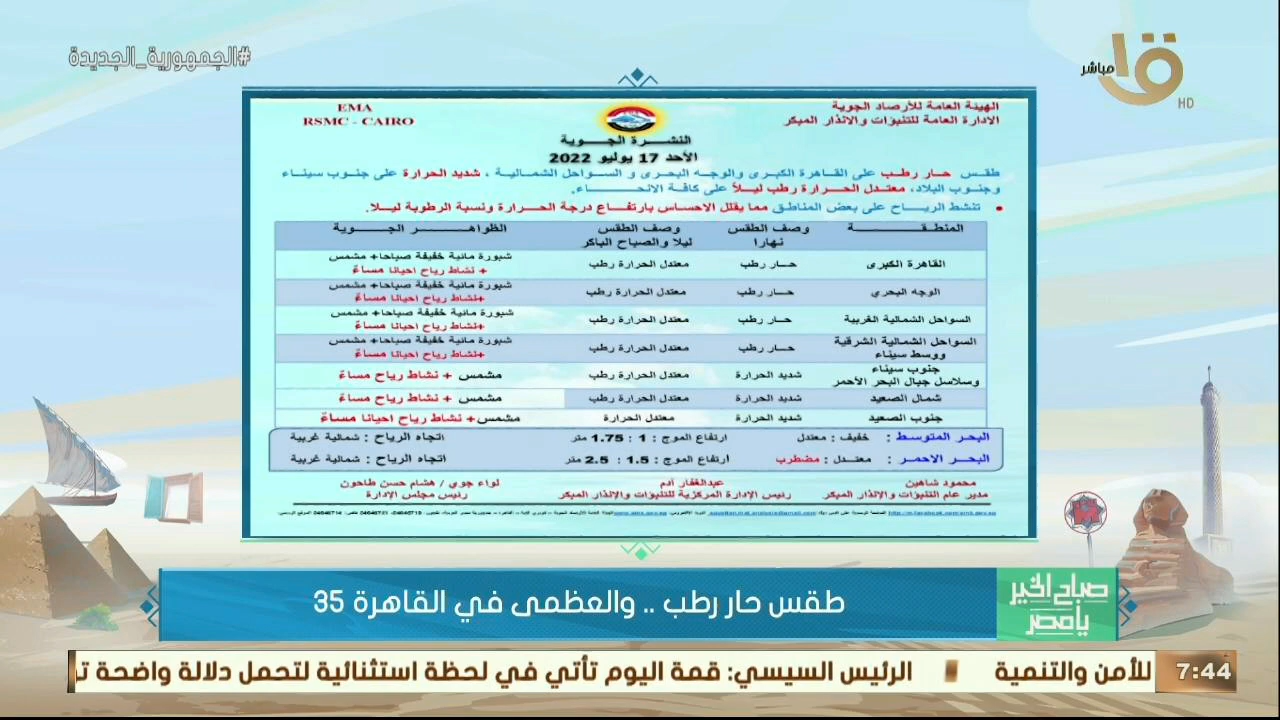 #الجمهورية_الجديدة
مباشر
HD
الهيئة العامة للأرصاد الجوية
الإدارة العامة للتنبؤات والانذار المبكر
EMA
RSMC - CAIRO
النشـــرة الجـــوية
الأحد 17 يوليو 2022
طقس حار رطب على القاهرة الكبرى والوجه البحرى و السواحل الشمالية ، شديد الحرارة على جنوب سيناء
وجنوب البلاد، معتدل الحرارة رطب ليلاً على كافة الانحاء.
• تنشط الرياح على بعض المناطق مما يقلل الاحساس بارتفاع درجة الحرارة ونسبة الرطوبة ليلا.
المنطقة وصف الطقس نهارا وصف الطقس ليلا والصباح الباكر الظواهر الجوية
القاهرة الكبرى حار رطب معتدل الحرارة رطب شبورة مائية خفيفة صباحا+ مشمس + نشاط رياح احيانا مساءً
الوجه البحري حار رطب معتدل الحرارة رطب شبورة مائية خفيفة صباحا+ مشمس +نشاط رياح احيانا مساءً
السواحل الشمالية الغربية حار رطب معتدل الحرارة رطب شبورة مائية خفيفة صباحا+ مشمس +نشاط رياح احيانا مساءً
السواحل الشمالية الشرقية ووسط سيناء حار رطب معتدل الحرارة رطب شبورة مائية خفيفة صباحا+ مشمس +نشاط رياح احيانا مساءً
جنوب سيناء وسلاسل جبال البحر الأحمر شديد الحرارة معتدل الحرارة رطب مشمس + نشاط رياح مساءً
شمال الصعيد شديد الحرارة معتدل الحرارة رطب مشمس + نشاط رياح مساءً
جنوب الصعيد شديد الحرارة معتدل الحرارة مشمس + نشاط رياح احيانا مساءً
البحر المتوسط : خفيف : معتدل ارتفاع الموج : 1 : 1.75 متر اتجاه الرياح : شمالية غربية
البحر الاحمر : معتدل : مضطرب ارتفاع الموج : 1.5 : 2.5 متر اتجاه الرياح : شمالية غربية
محمود شاهين عبدالغفار أدم لواء جوي / هشام حسن طاحون
مدير عام التنبؤات والإنذار المبكر رئيس الإدارة المركزية للتنبؤات والإنذار المبكر رئيس مجلس الإدارة
صباح الخير
يا مصر
طقس حار رطب .. والعظمى في القاهرة 35
7:44
للأمن والتنمية
الرئيس السيسي: قمة اليوم تأتي في لحظة استثنائية لتحمل دلالة واضحة